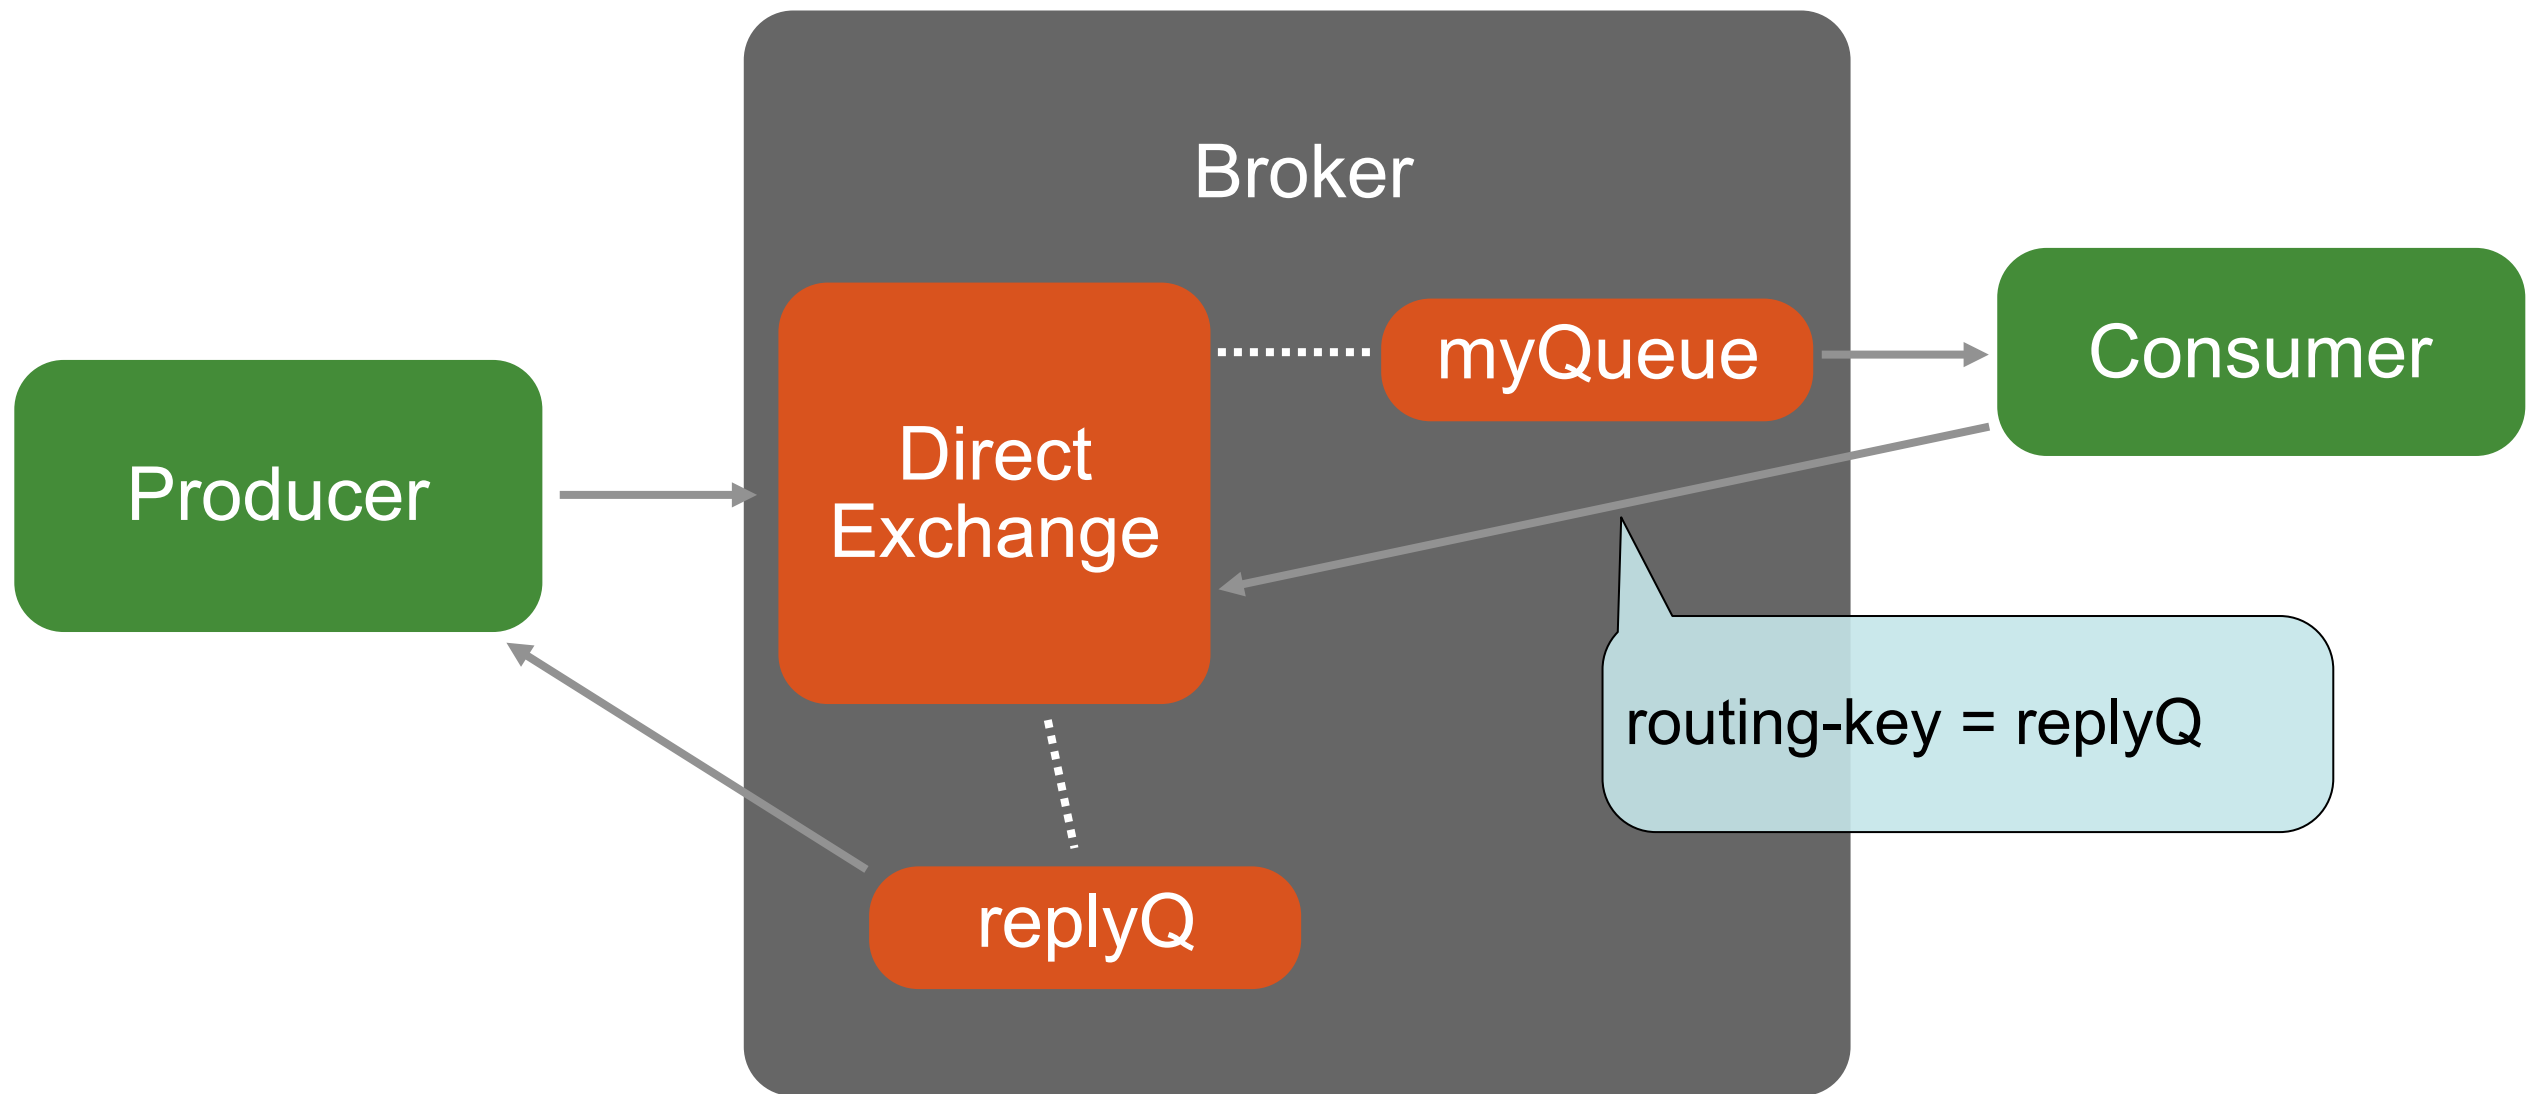 Broker
myQueue
Consumer
Direct
Exchange
Producer
routing-key = replyQ
replyQ